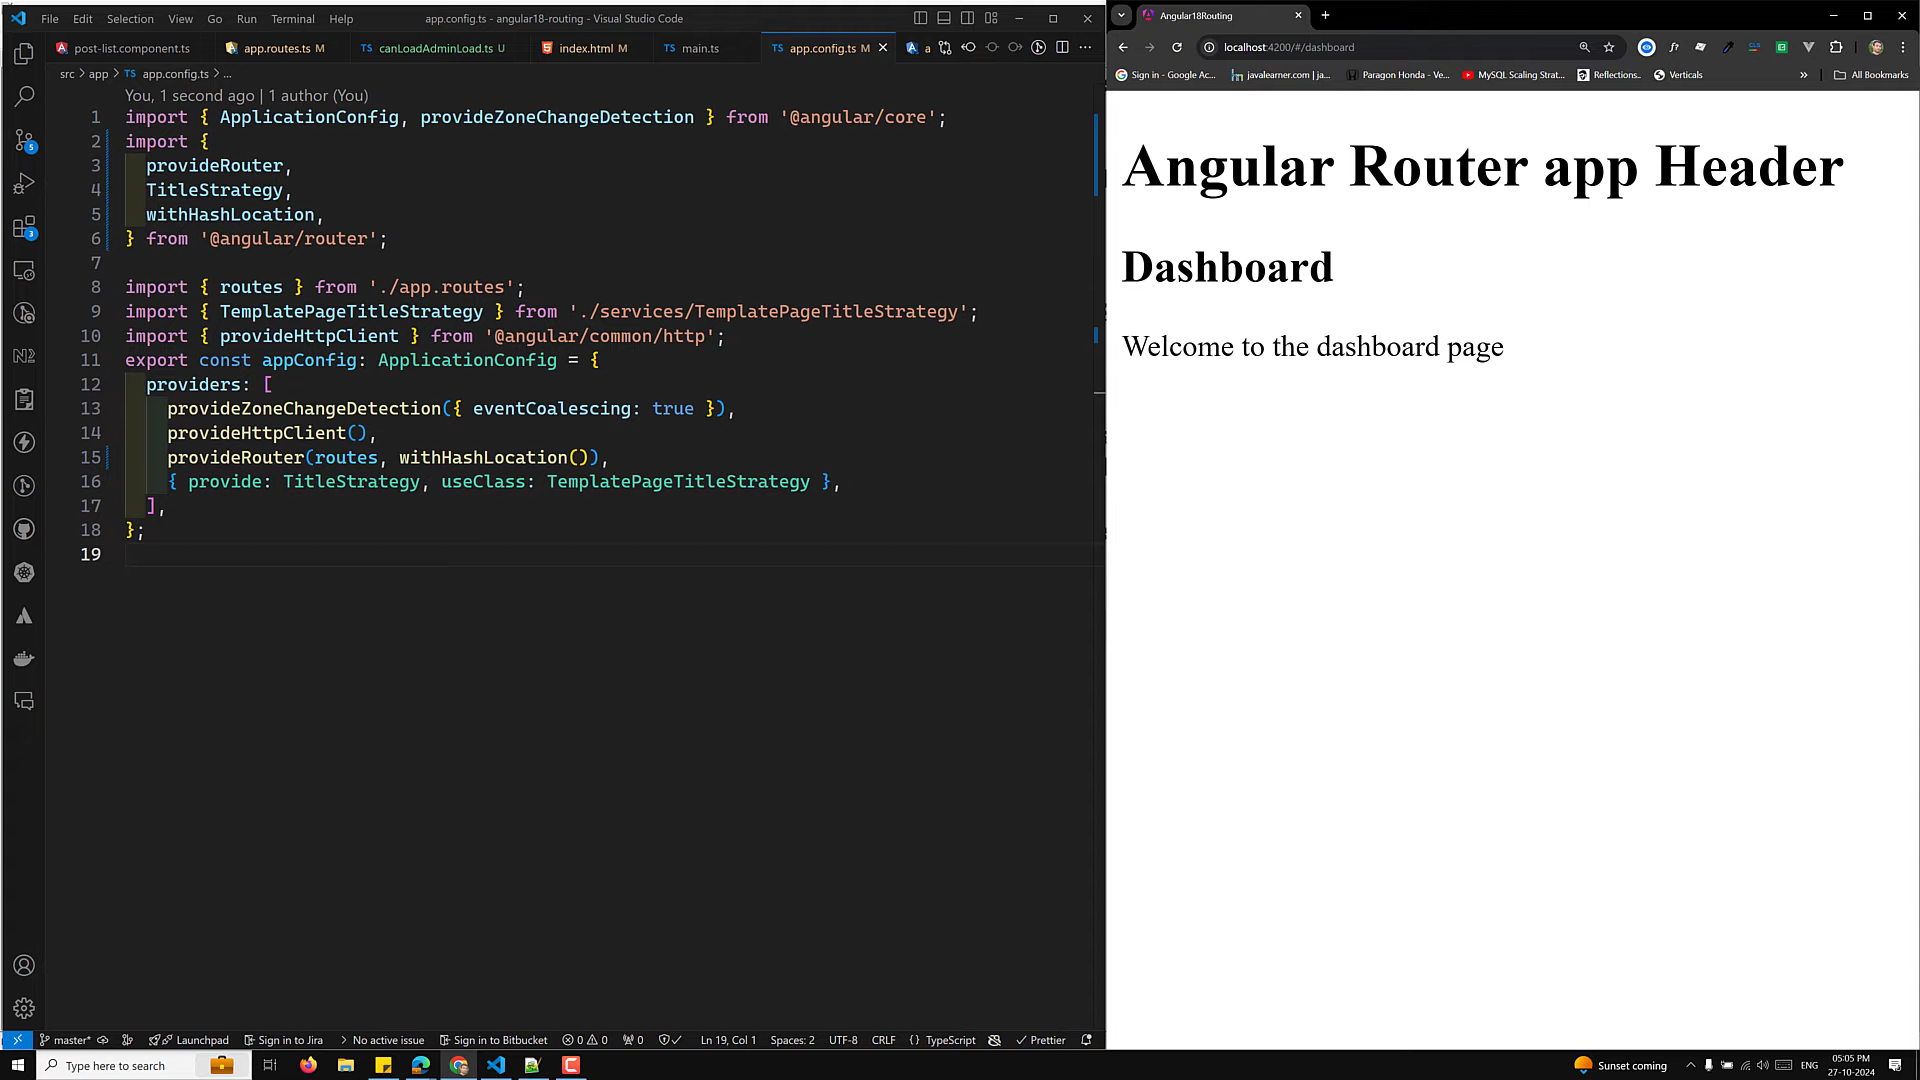 File Edit Selection View Go Run Terminal Help
app.config.ts - angular18-routing - Visual Studio Code
post-list.component.ts app.routes.ts M canLoadAdminLoad.ts U index.html M main.ts app.config.ts M a
src > app > TS app.config.ts > ...
You, 1 second ago | 1 author (You)
1 import { ApplicationConfig, provideZoneChangeDetection } from '@angular/core';
2 import {
3 provideRouter,
4 TitleStrategy,
5 withHashLocation,
6 } from '@angular/router';
7
8 import { routes } from './app.routes';
9 import { TemplatePageTitleStrategy } from './services/TemplatePageTitleStrategy';
10 import { provideHttpClient } from '@angular/common/http';
11 export const appConfig: ApplicationConfig = {
12 providers: [
13 provideZoneChangeDetection({ eventCoalescing: true }),
14 provideHttpClient(),
15 provideRouter(routes, withHashLocation()),
16 { provide: TitleStrategy, useClass: TemplatePageTitleStrategy },
17 ],
18 };
19
master* Launchpad Sign in to Jira No active issue Sign in to Bitbucket 0 0 0 Ln 19, Col 1 Spaces: 2 UTF-8 CRLF {} TypeScript Prettier
Angular18Routing
localhost:4200/#/dashboard
Sign in - Google Ac... javalearner.com | ja... Paragon Honda - Ve... MySQL Scaling Strat... Reflections.. Verticals » All Bookmarks
Angular Router app Header
Dashboard
Welcome to the dashboard page
Type here to search
Sunset coming ENG 05:05 PM
27-10-2024